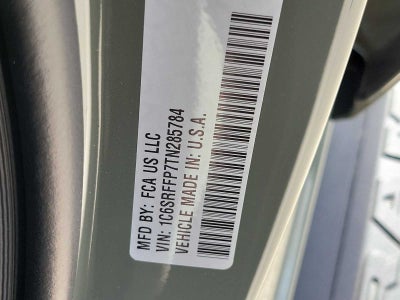 MFD BY: FCA US LLC
VIN: 1C6SRFFP7TN285784
VEHICLE MADE IN: U.S.A.